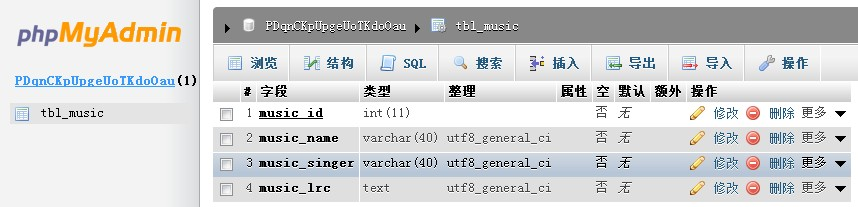 phpMyAdmin
PDqnCKpUpgeUoTKdoOau(1)
tbl_music
PDqnCKpUpgeUoTKdoOau tbl_music
浏览 结构 SQL 搜索 插入 导出 导入 操作
# 字段 类型 整理 属性 空 默认 额外 操作
1 music_id int(11) 否 无 修改 删除 更多
2 music_name varchar(40) utf8_general_ci 否 无 修改 删除 更多
3 music_singer varchar(40) utf8_general_ci 否 无 修改 删除 更多
4 music_lrc text utf8_general_ci 否 无 修改 删除 更多